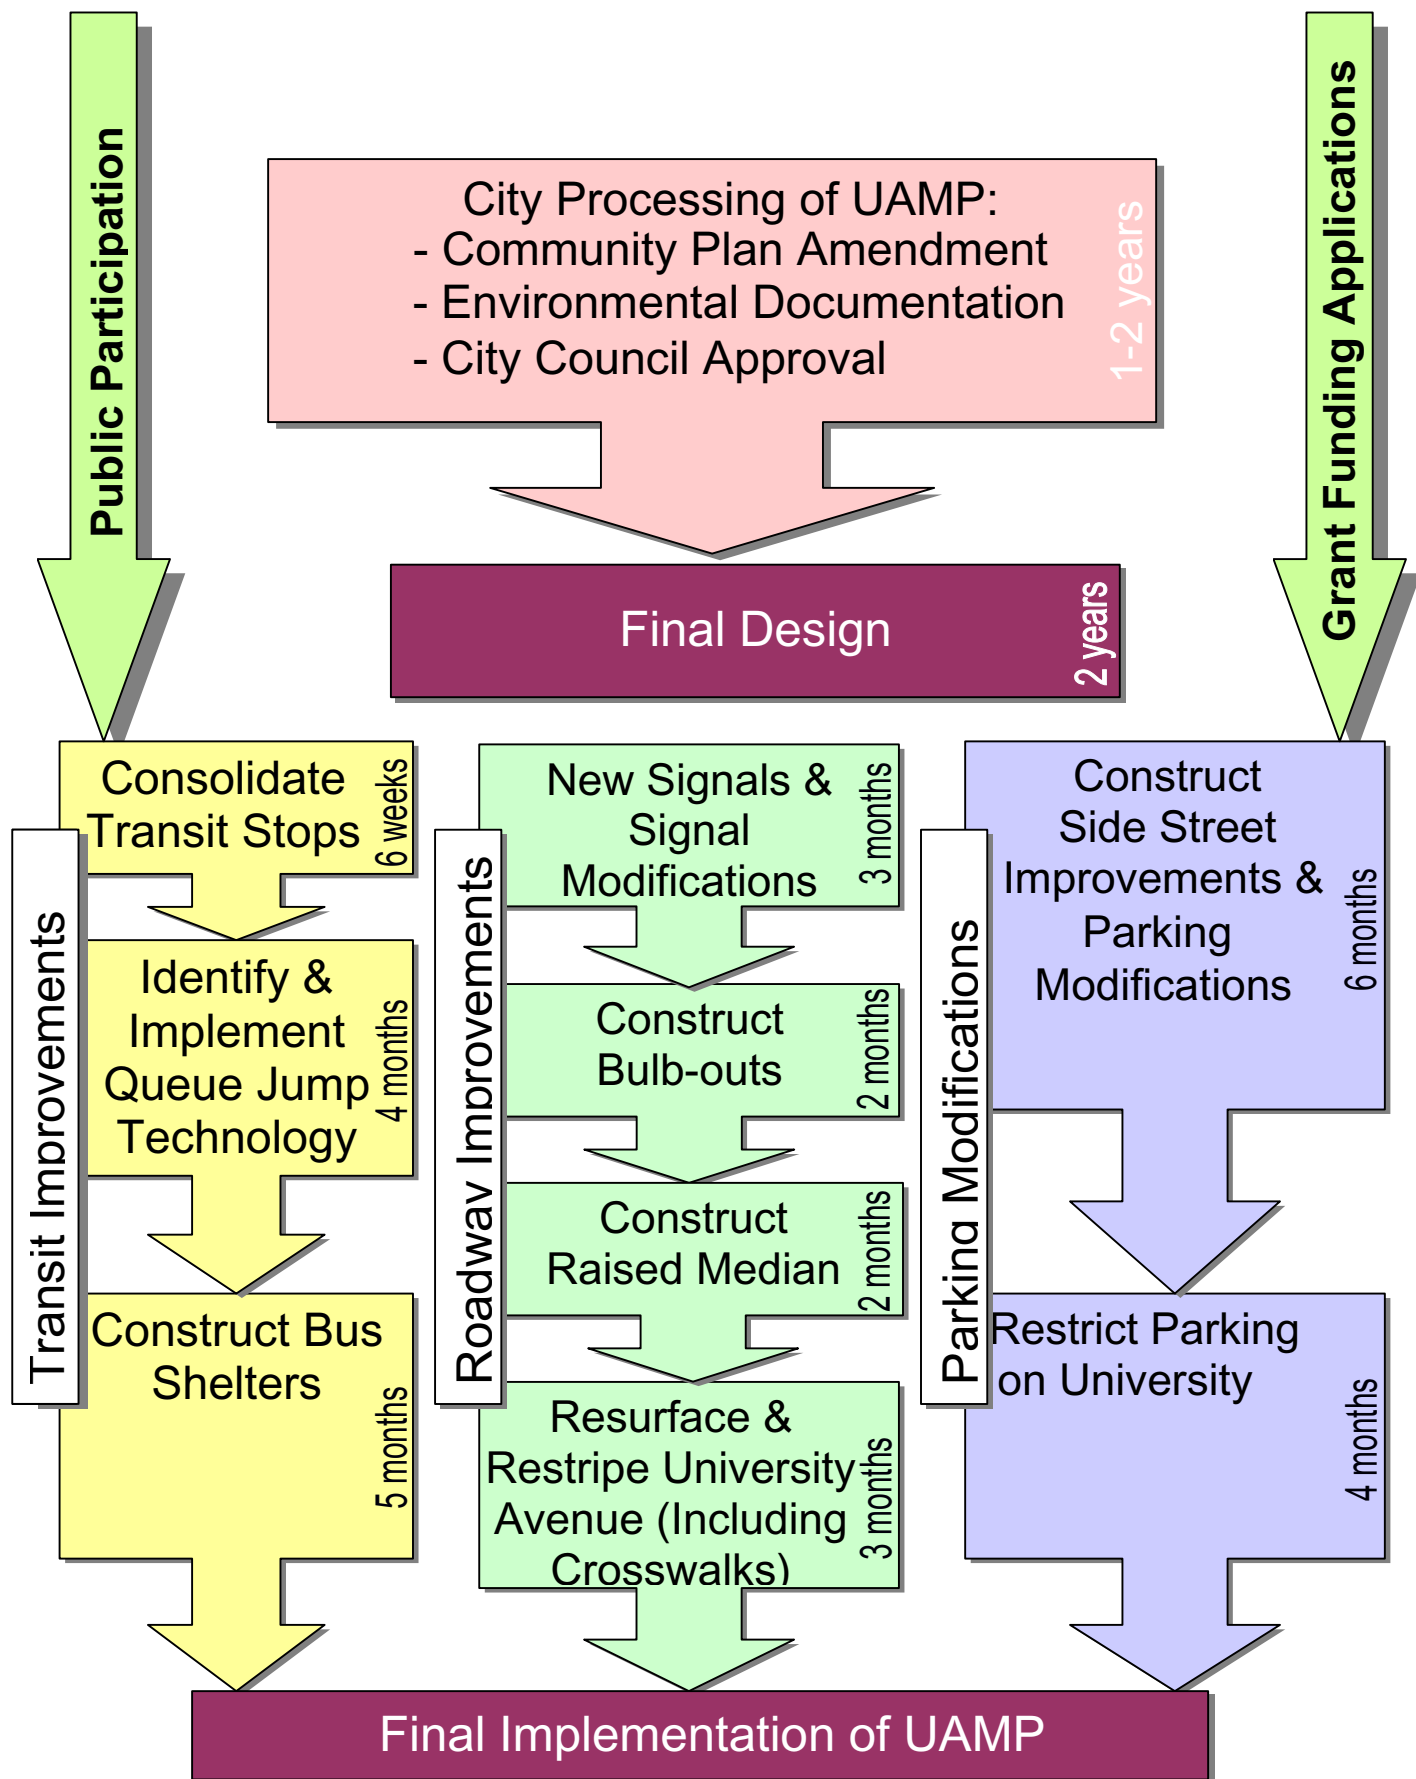 Public Participation
Grant Funding Applications
City Processing of UAMP:
- Community Plan Amendment
- Environmental Documentation
- City Council Approval
1-2 years
Final Design
2 years
Transit Improvements
Consolidate
Transit Stops
6 weeks
Identify &
Implement
Queue Jump
Technology
4 months
Construct Bus
Shelters
5 months
Roadway Improvements
New Signals &
Signal
Modifications
3 months
Construct
Bulb-outs
2 months
Construct
Raised Median
2 months
Resurface &
Restripe University
Avenue (Including
Crosswalks)
3 months
Parking Modifications
Construct
Side Street
Improvements &
Parking
Modifications
6 months
Restrict Parking
on University
4 months
Final Implementation of UAMP